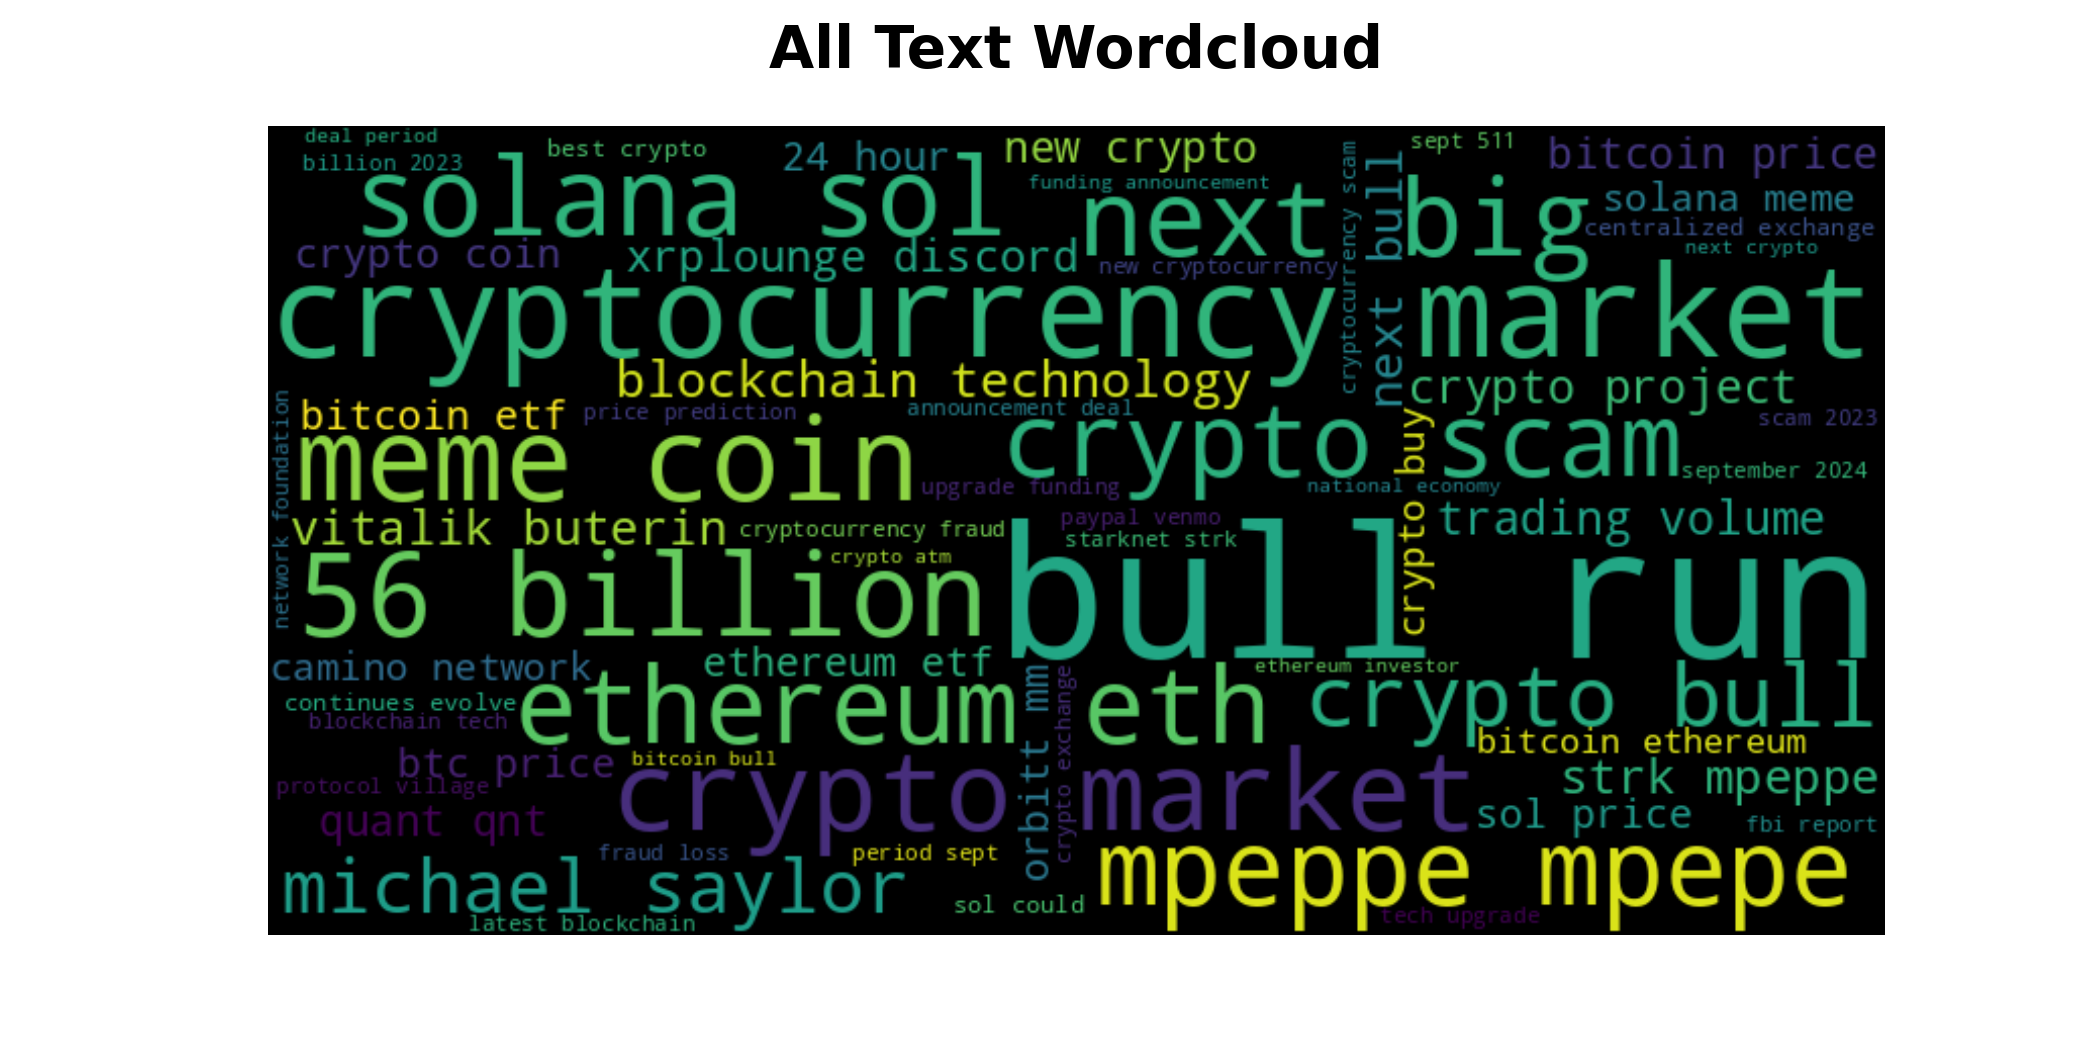 All Text Wordcloud
deal period
best crypto
24 hour
new crypto
sept 511
bitcoin price
billion 2023
solana sol
funding announcement
next
cryptocurrency scam
next bull
big
solana meme
centralized exchange
next crypto
crypto coin
xrplounge discord
new cryptocurrency
cryptocurrency
market
blockchain technology
crypto project
network foundation
bitcoin etf
price prediction
announcement deal
crypto buy
scam 2023
meme coin
crypto scam
september 2024
upgrade funding
national economy
vitalik buterin
cryptocurrency fraud
paypal venmo
starknet strk
trading volume
crypto atm
56 billion
bull run
camino network
ethereum etf
orbitt mm
crypto exchange
ethereum investor
continues evolve
blockchain tech
ethereum eth
crypto bull
bitcoin ethereum
btc price
bitcoin bull
protocol village
crypto market
strk mpeppe
quant qnt
sol price
fbi report
fraud loss
period sept
michael saylor
sol could
mpeppe mpepe
latest blockchain
tech upgrade